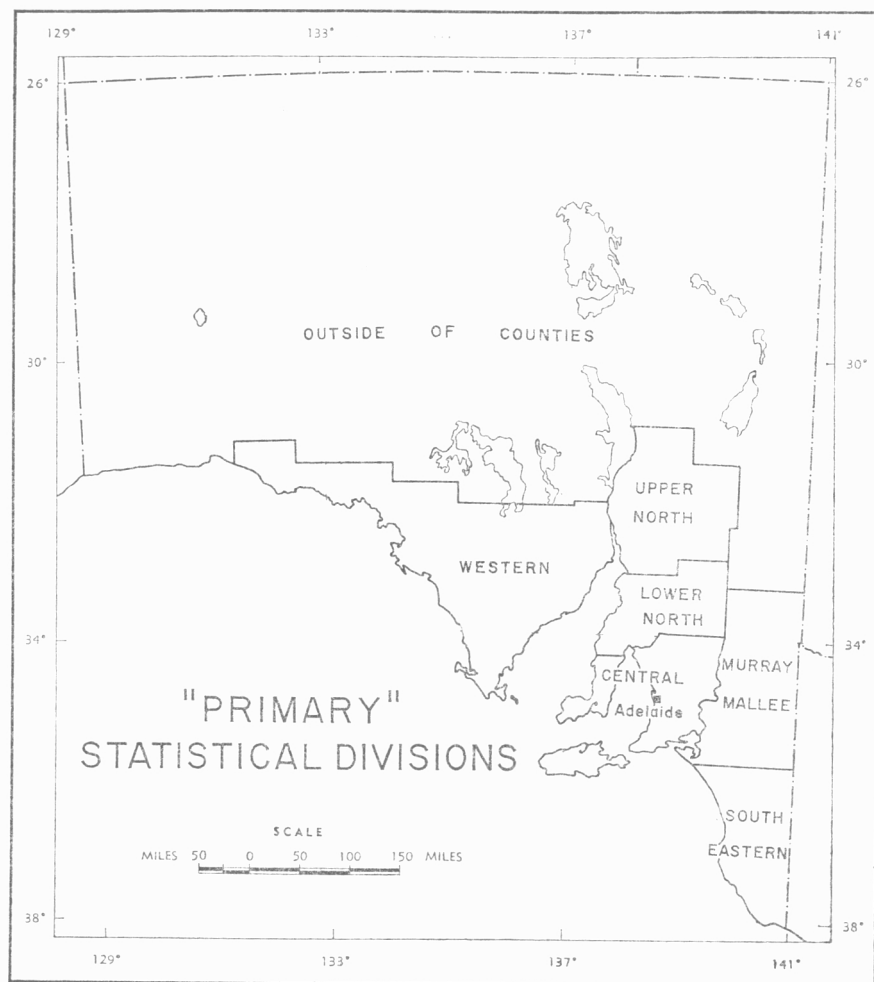 129° 133° 137° 141°
26° 26°
OUTSIDE OF COUNTIES
30° 30°
UPPER
NORTH
WESTERN
LOWER
NORTH
34° 34°
CENTRAL
Adelaide
MURRAY
MALLEE
"PRIMARY"
STATISTICAL DIVISIONS
SOUTH
EASTERN
SCALE
MILES 50 0 50 100 150 MILES
38° 38°
129° 133° 137° 141°